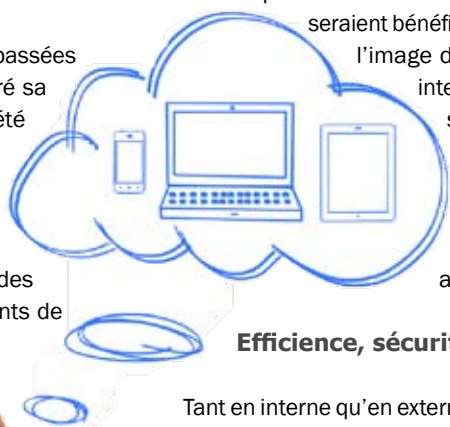 passées
ré sa
été
des
nts de
seraient bénéfi
l’image d
inte
s
a
Efficience, sécurit
Tant en interne qu’en extern